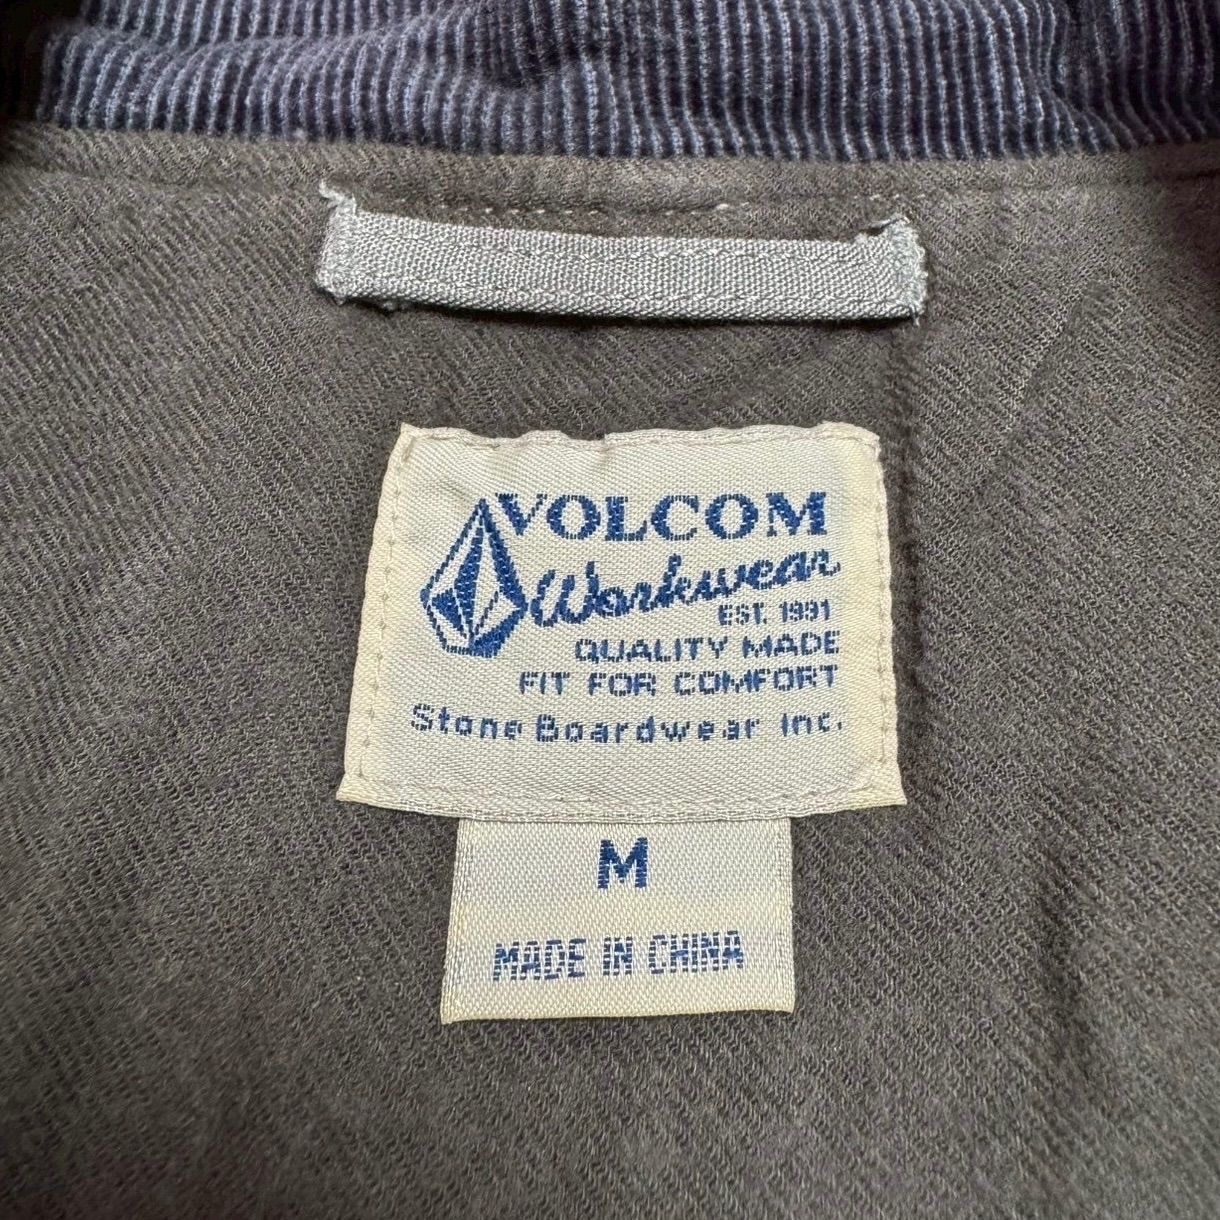 VOLCOM
Workwear
EST. 1991
QUALITY MADE
FIT FOR COMFORT
Stone Boardwear Inc.
M
MADE IN CHINA